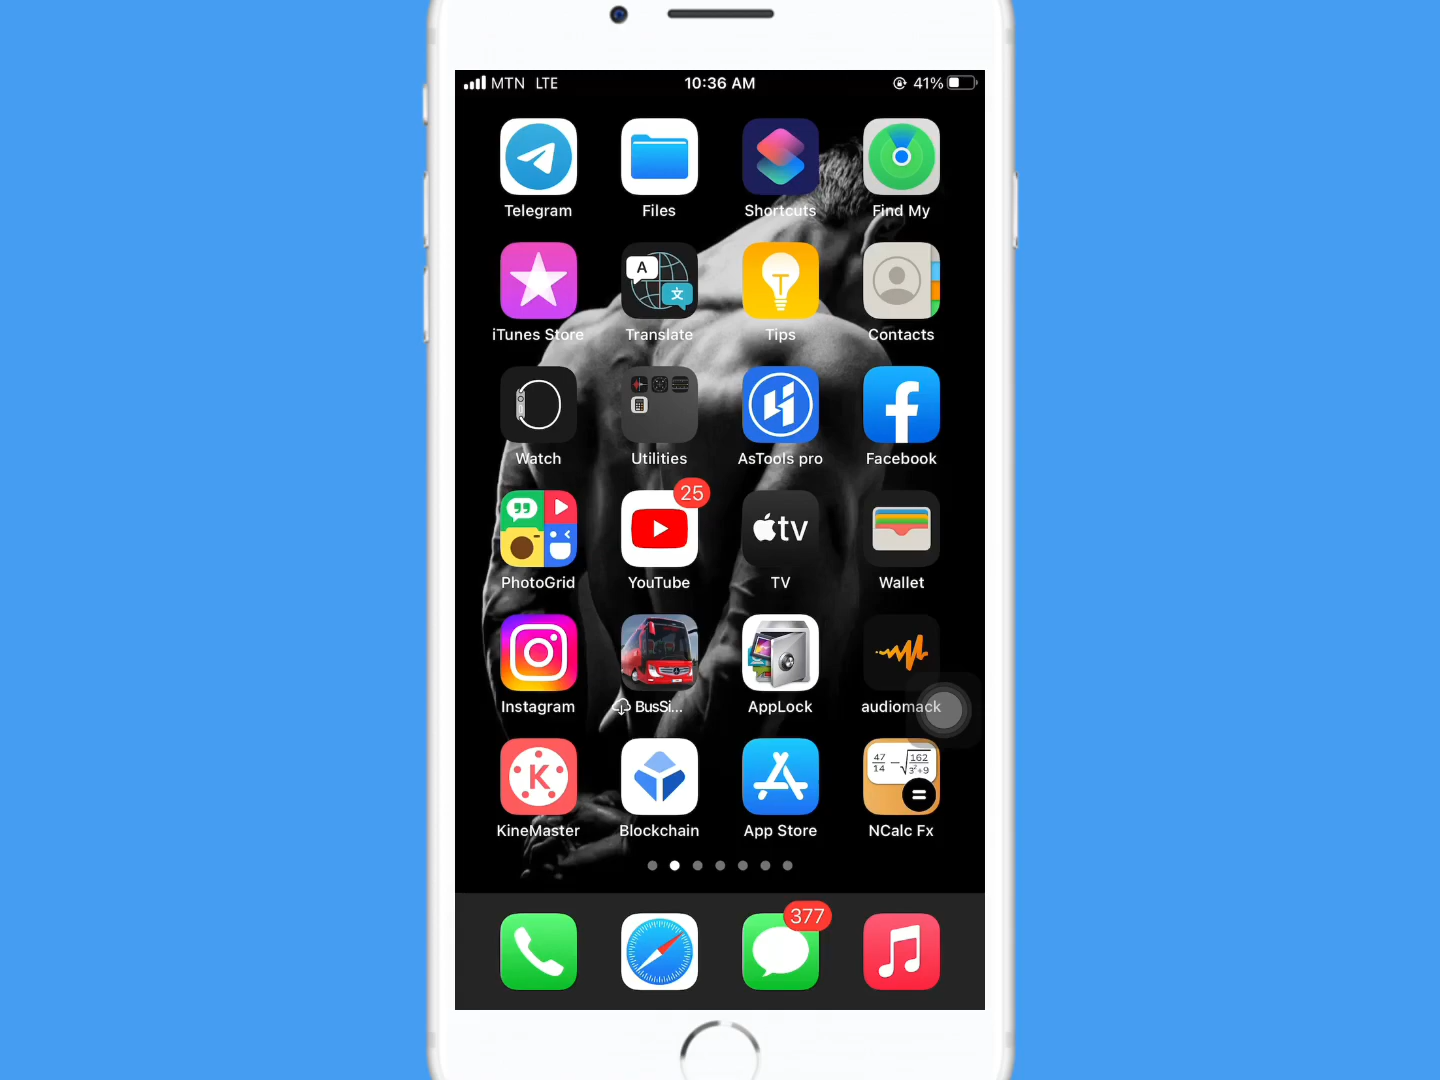 MTN LTE 10:36 AM 41%
Telegram Files Shortcuts Find My
A 文 T
iTunes Store Translate Tips Contacts
Watch Utilities AsTools pro Facebook
25
tv
PhotoGrid YouTube TV Wallet
Instagram BusSi... AppLock audiomack
K 47/14 − √162/3²+9 =
KineMaster Blockchain App Store NCalc Fx
377